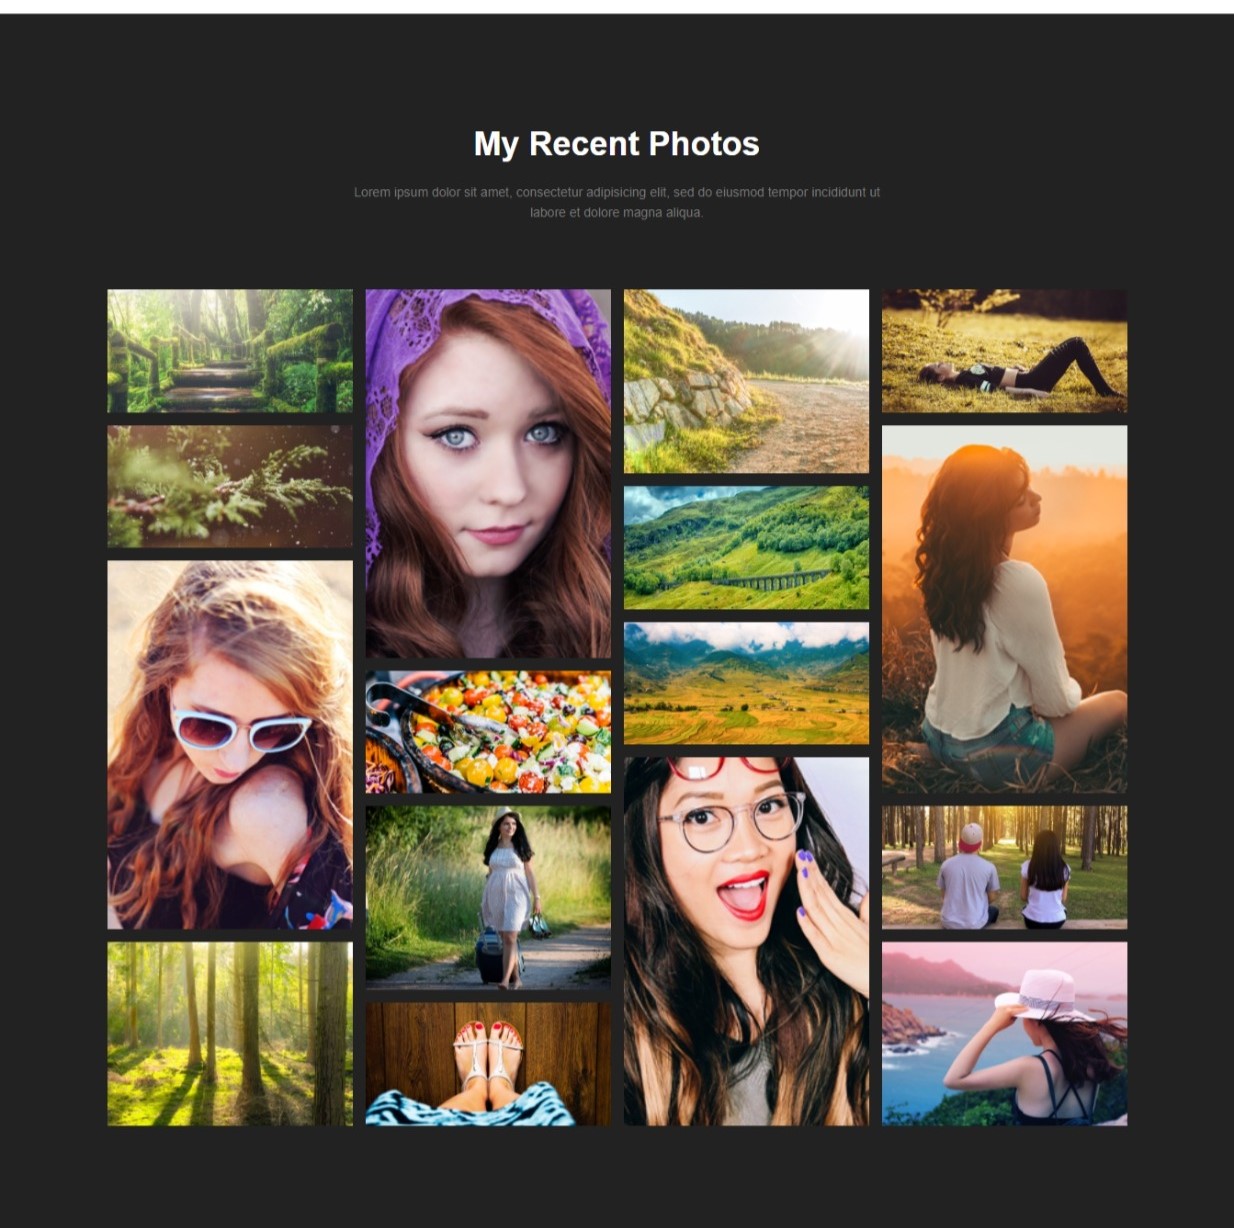 My Recent Photos
Lorem ipsum dolor sit amet, consectetur adipisicing elit, sed do eiusmod tempor incididunt ut
labore et dolore magna aliqua.